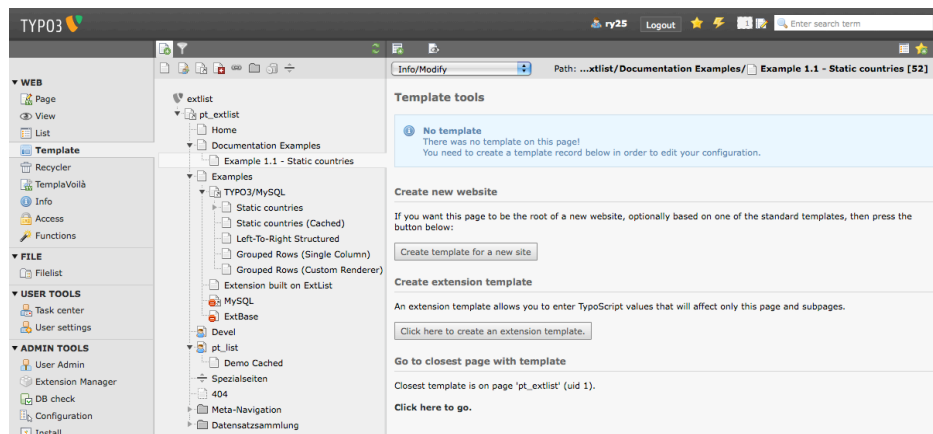 TYPO3
ry25
Logout
1
Enter search term
Info/Modify
Path: ...xtlist/Documentation Examples/ Example 1.1 - Static countries [52]
WEB
Page
View
List
Template
Recycler
TemplaVoilà
Info
Access
Functions
FILE
Filelist
USER TOOLS
Task center
User settings
ADMIN TOOLS
User Admin
Extension Manager
DB check
Configuration
Install
extlist
pt_extlist
Home
Documentation Examples
Example 1.1 - Static countries
Examples
TYPO3/MySQL
Static countries
Static countries (Cached)
Left-To-Right Structured
Grouped Rows (Single Column)
Grouped Rows (Custom Renderer)
Extension built on ExtList
MySQL
ExtBase
Devel
pt_list
Demo Cached
Spezialseiten
404
Meta-Navigation
Datensatzsammlung
Template tools
No template
There was no template on this page!
You need to create a template record below in order to edit your configuration.
Create new website
If you want this page to be the root of a new website, optionally based on one of the standard templates, then press the
button below:
Create template for a new site
Create extension template
An extension template allows you to enter TypoScript values that will affect only this page and subpages.
Click here to create an extension template.
Go to closest page with template
Closest template is on page 'pt_extlist' (uid 1).
Click here to go.